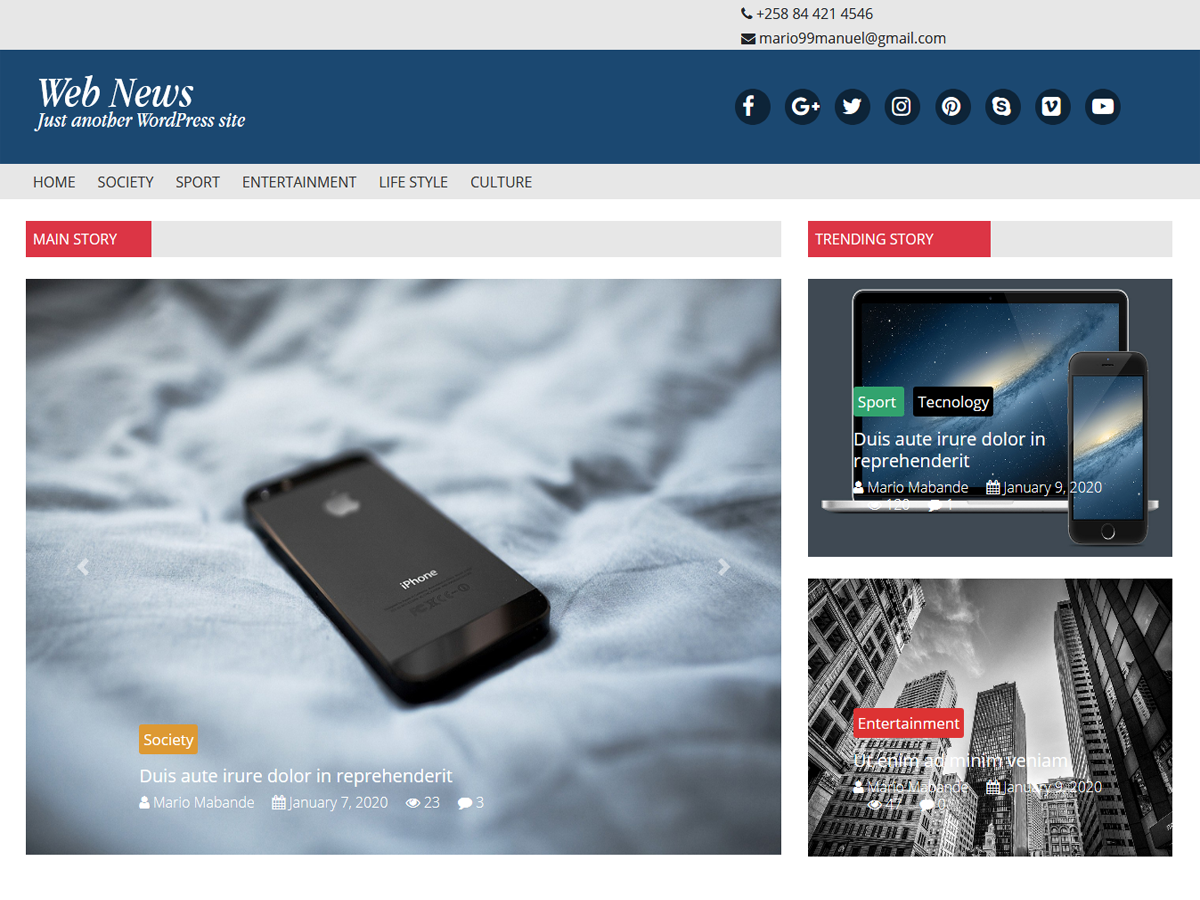 +258 84 421 4546
mario99manuel@gmail.com
Web News
Just another WordPress site
HOME SOCIETY SPORT ENTERTAINMENT LIFE STYLE CULTURE
MAIN STORY
iPhone
Society
Duis aute irure dolor in reprehenderit
Mario Mabande January 7, 2020 23 3
TRENDING STORY
Sport Tecnology
Duis aute irure dolor in
reprehenderit
Mario Mabande January 9, 2020
120 1
Entertainment
Ut enim ad minim veniam
Mario Mabande January 9, 2020
47 0